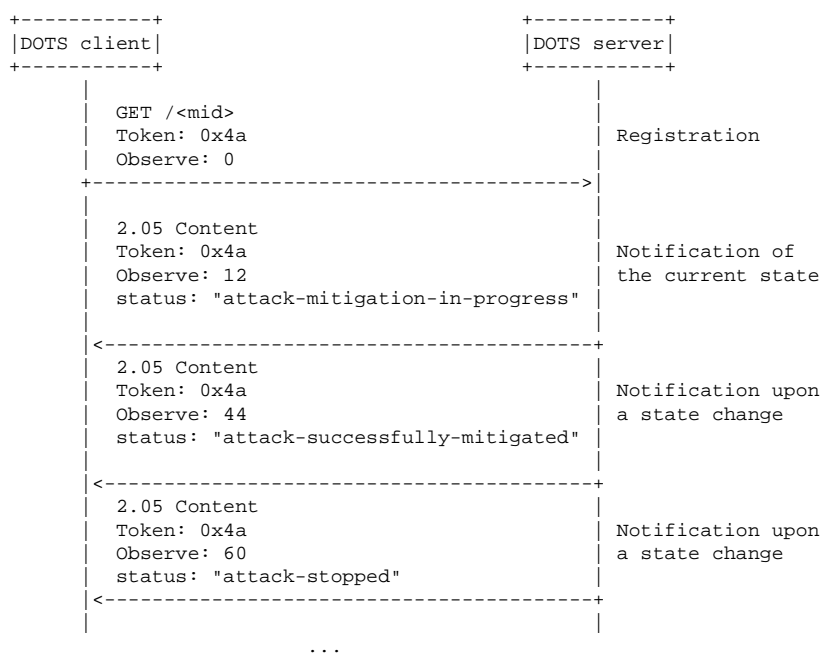 +-----------+                              +-----------+
|DOTS client|                              |DOTS server|
+-----------+                              +-----------+
      |                                          |
      |  GET /<mid>                              |
      |  Token: 0x4a                             | Registration
      |  Observe: 0                              |
      +----------------------------------------->|
      |                                          |
      |  2.05 Content                            |
      |  Token: 0x4a                             | Notification of
      |  Observe: 12                             | the current state
      |  status: "attack-mitigation-in-progress" |
      |                                          |
      |<-----------------------------------------+
      |  2.05 Content                            |
      |  Token: 0x4a                             | Notification upon
      |  Observe: 44                             | a state change
      |  status: "attack-successfully-mitigated" |
      |                                          |
      |<-----------------------------------------+
      |  2.05 Content                            |
      |  Token: 0x4a                             | Notification upon
      |  Observe: 60                             | a state change
      |  status: "attack-stopped"                |
      |<-----------------------------------------+
      |                                          |
                         ...